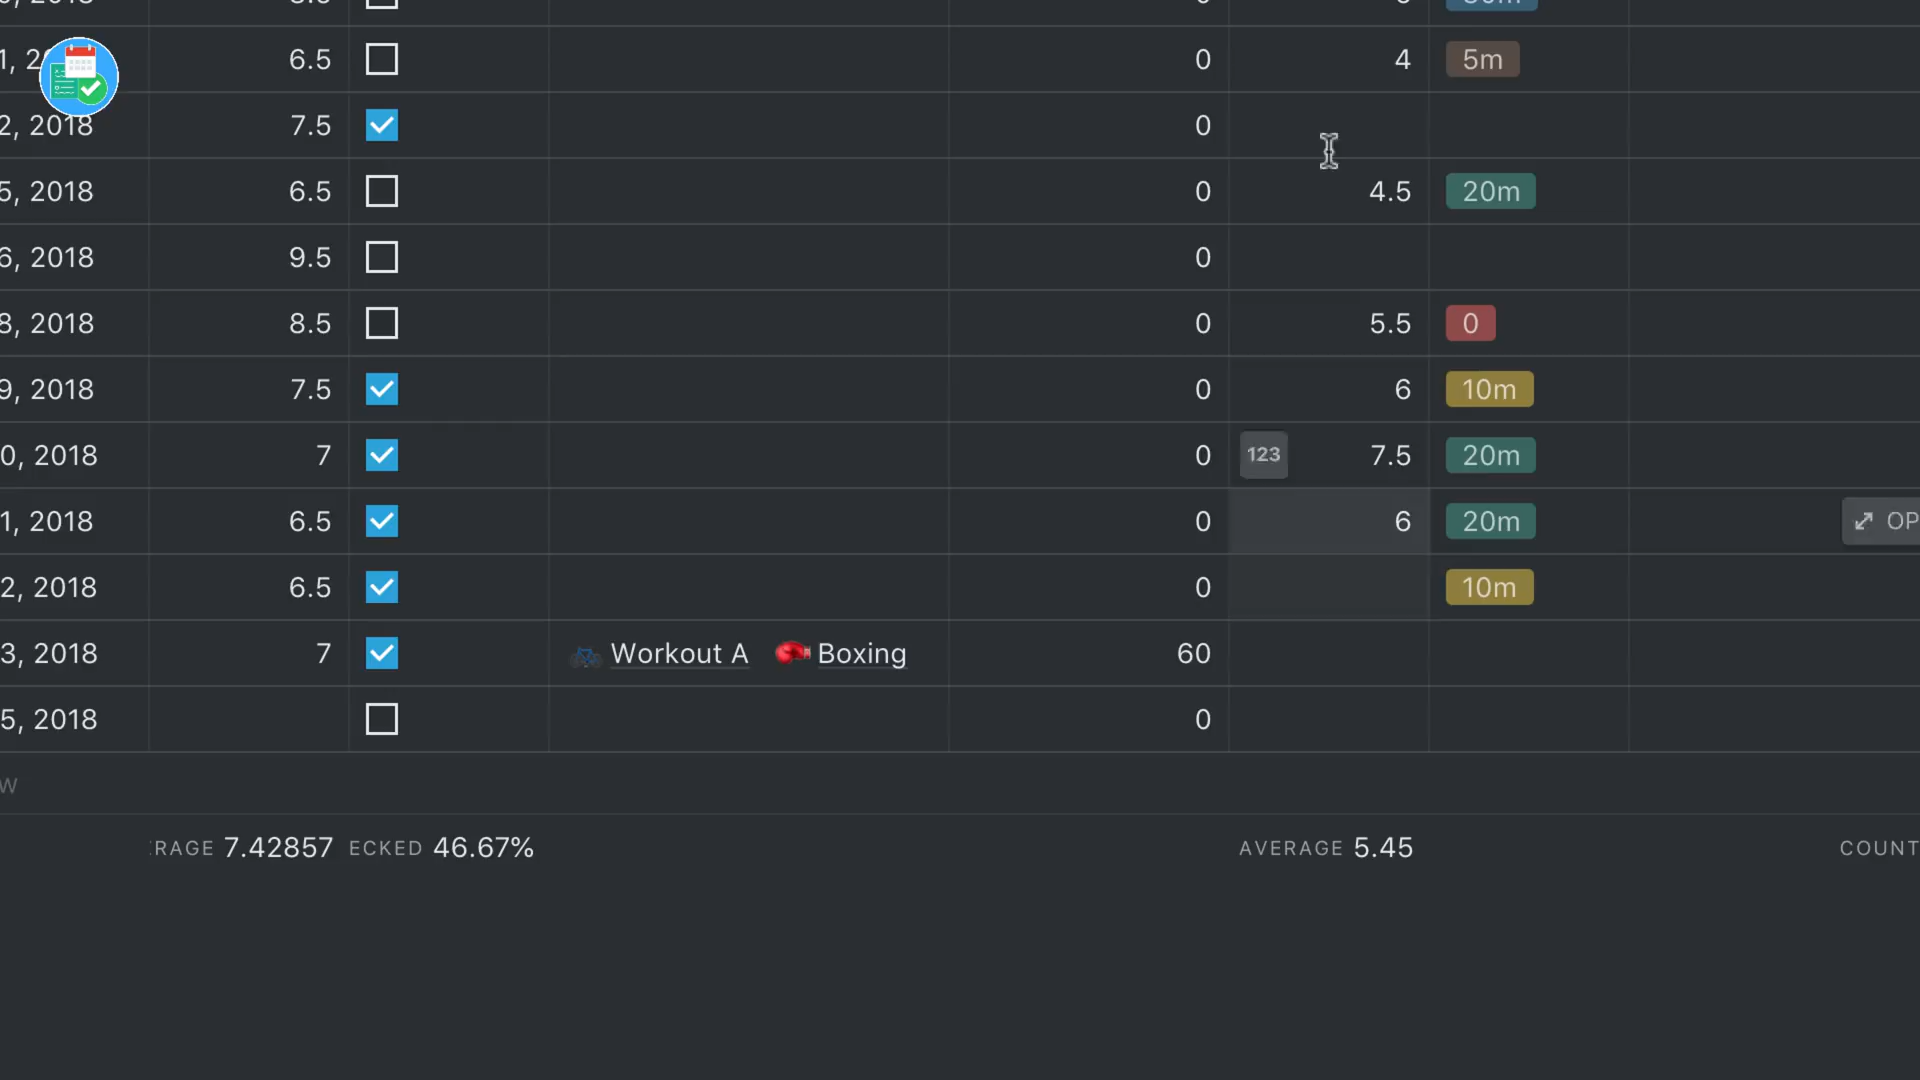 1, 2 6.5 0 4 5m
2, 2018 7.5 0
5, 2018 6.5 0 4.5 20m
6, 2018 9.5 0
8, 2018 8.5 0 5.5 0
9, 2018 7.5 0 6 10m
0, 2018 7 0 123 7.5 20m
1, 2018 6.5 0 6 20m OP
2, 2018 6.5 0 10m
3, 2018 7 Workout A Boxing 60
5, 2018 0
W
RAGE 7.42857 ECKED 46.67% AVERAGE 5.45 COUNT